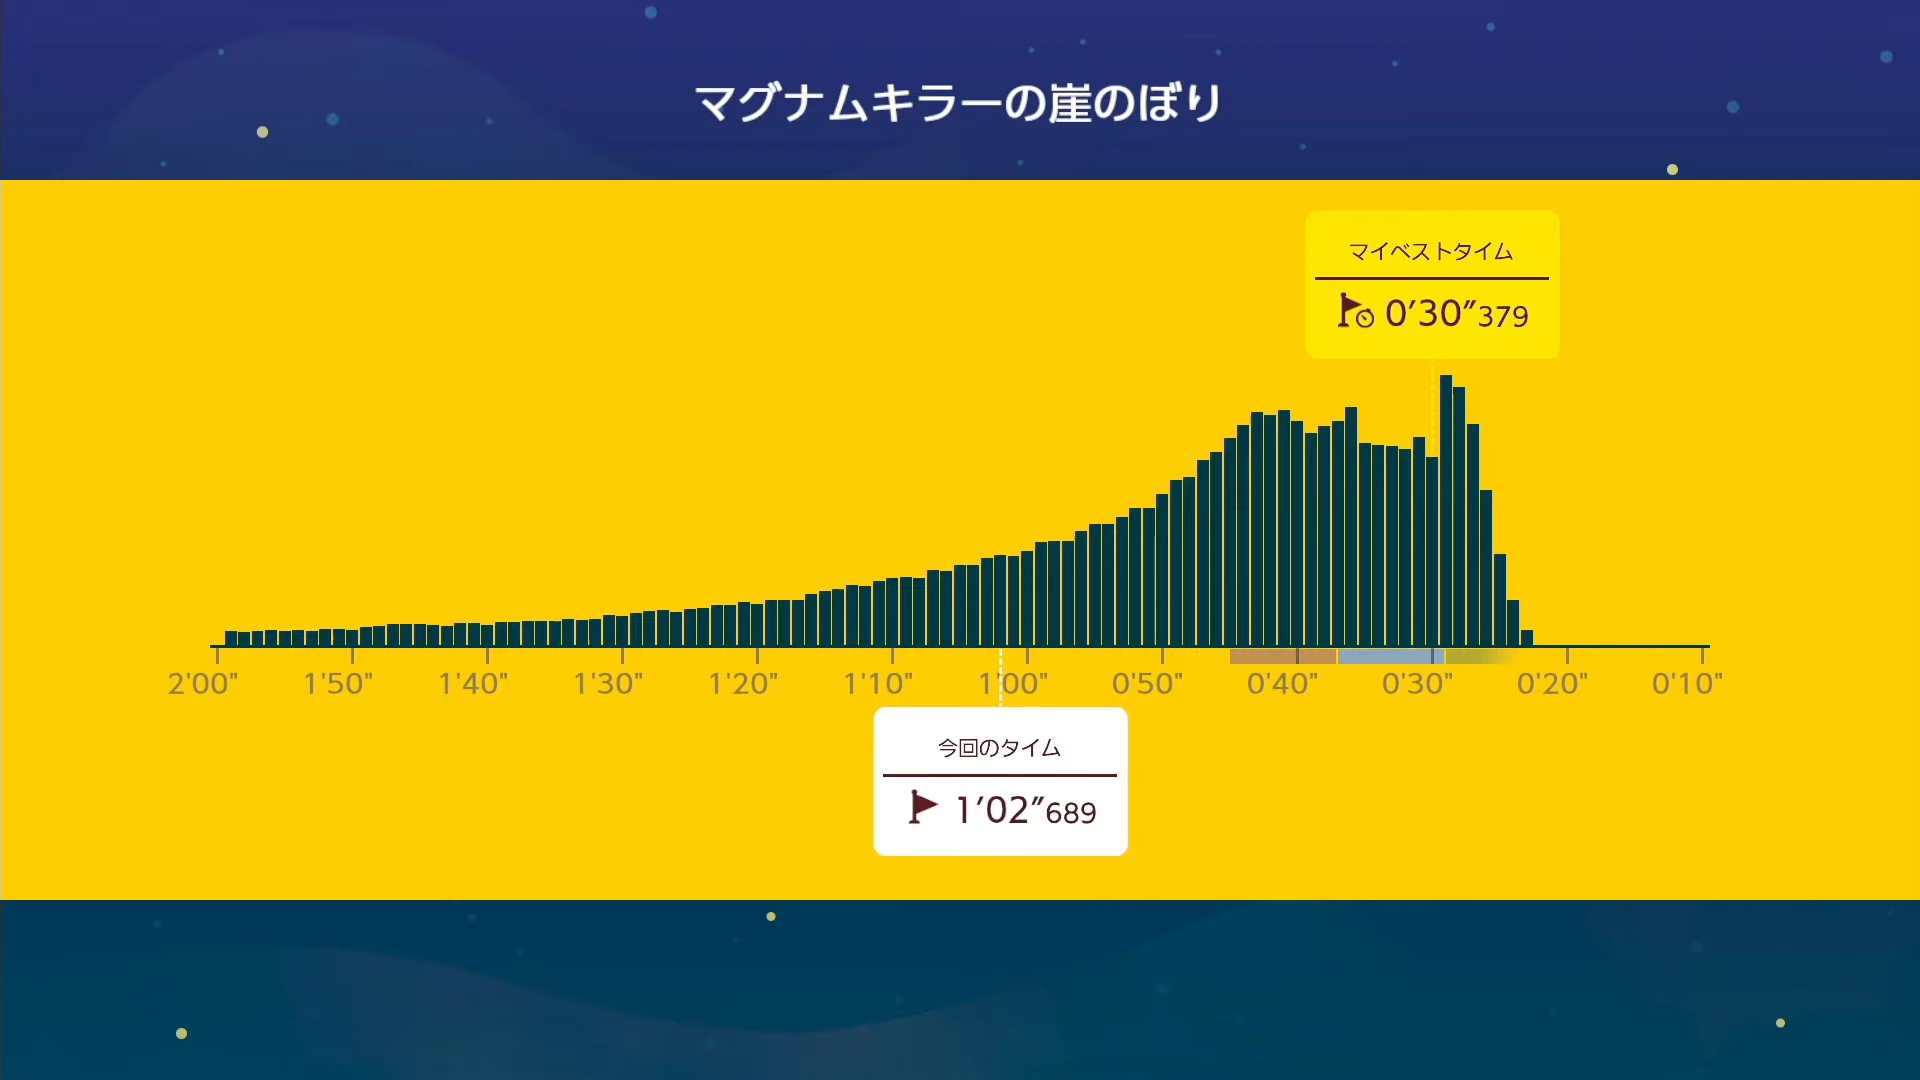 マグナムキラーの崖のぼり
マイベストタイム
0'30"379
2'00" 1'50" 1'40" 1'30" 1'20" 1'10" 1'00" 0'50" 0'40" 0'30" 0'20" 0'10"
今回のタイム
1'02"689